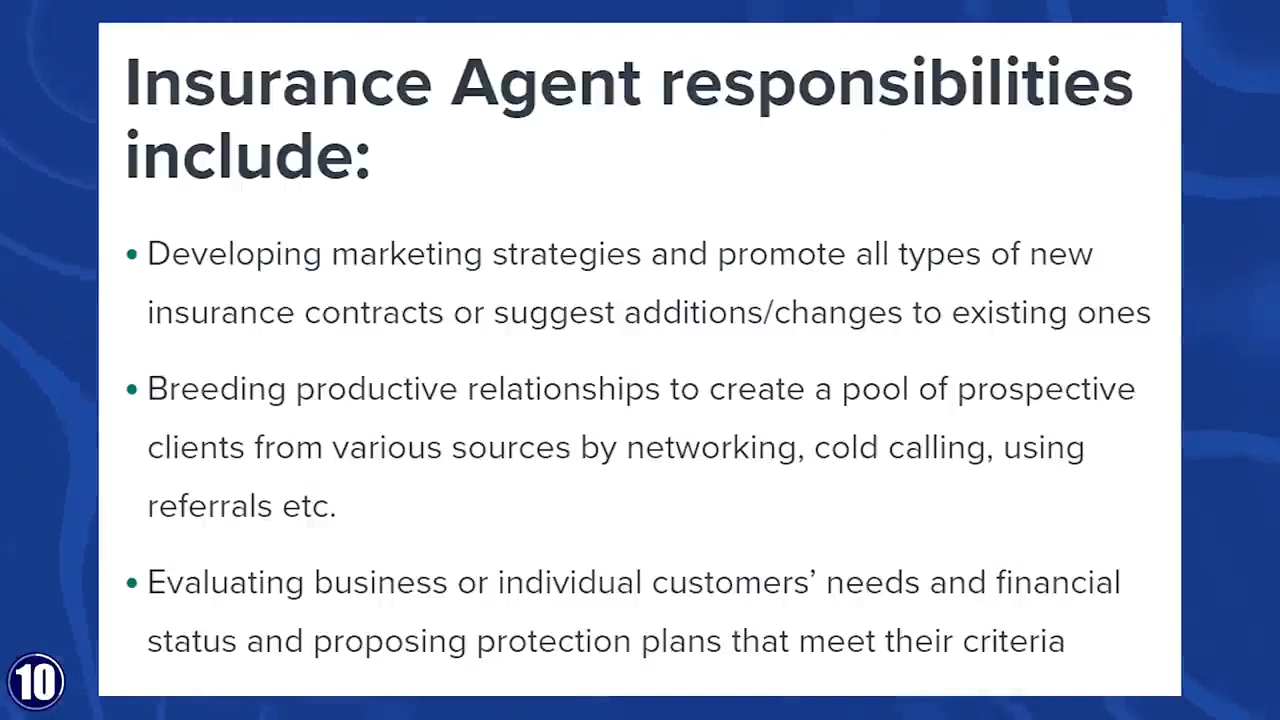 Insurance Agent responsibilities
include:
• Developing marketing strategies and promote all types of new
insurance contracts or suggest additions/changes to existing ones
• Breeding productive relationships to create a pool of prospective
clients from various sources by networking, cold calling, using
referrals etc.
• Evaluating business or individual customers’ needs and financial
status and proposing protection plans that meet their criteria
10